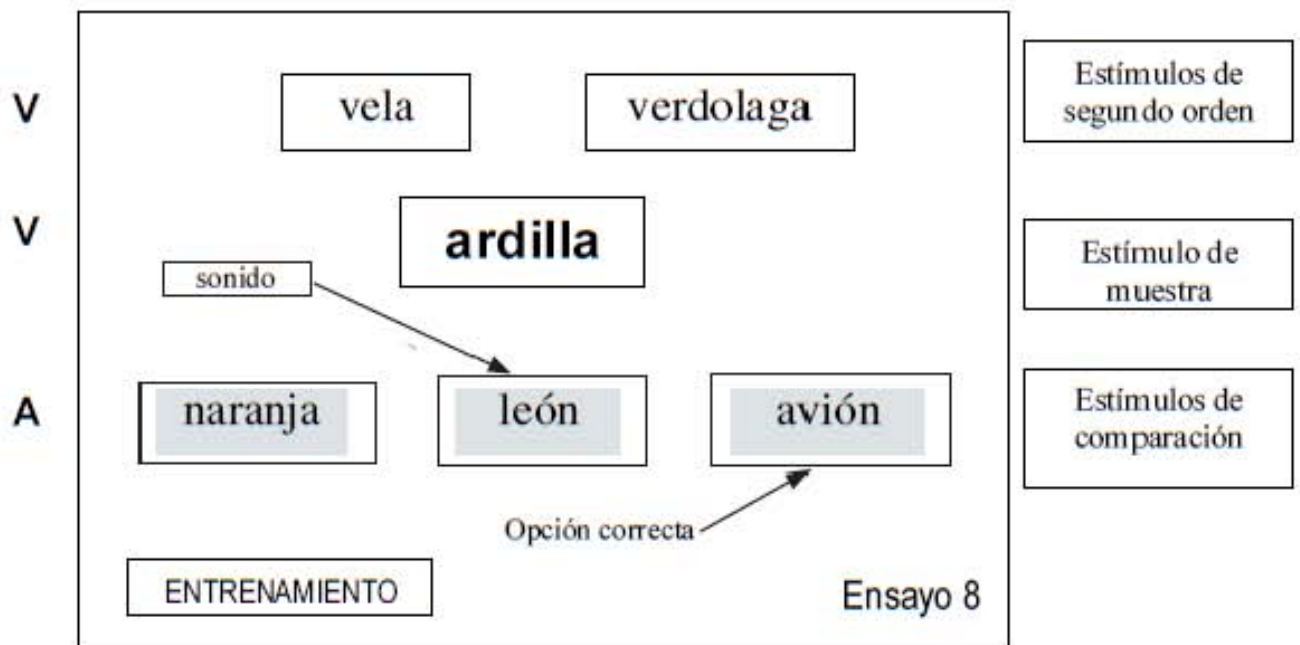 V
vela
verdolaga
Estímulos de
segundo orden
V
ardilla
Estímulo de
muestra
sonido
A
naranja
león
avión
Estímulos de
comparación
Opción correcta
ENTRENAMIENTO
Ensayo 8